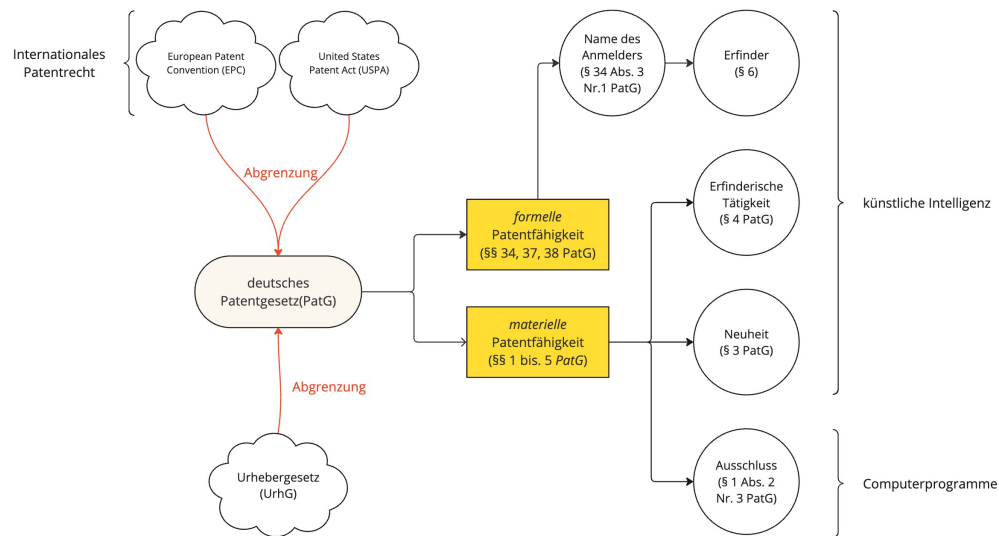 Internationales
Patentrecht
European Patent
Convention (EPC)
United States
Patent Act (USPA)
Name des
Anmelders
(§ 34 Abs. 3
Nr.1 PatG)
Erfinder
(§ 6)
Abgrenzung
Erfinderische
Tätigkeit
(§ 4 PatG)
künstliche Intelligenz
formelle
Patentfähigkeit
(§§ 34, 37, 38 PatG)
deutsches
Patentgesetz(PatG)
materielle
Patentfähigkeit
(§§ 1 bis. 5 PatG)
Neuheit
(§ 3 PatG)
Abgrenzung
Urhebergesetz
(UrhG)
Ausschluss
(§ 1 Abs. 2
Nr. 3 PatG)
Computerprogramme